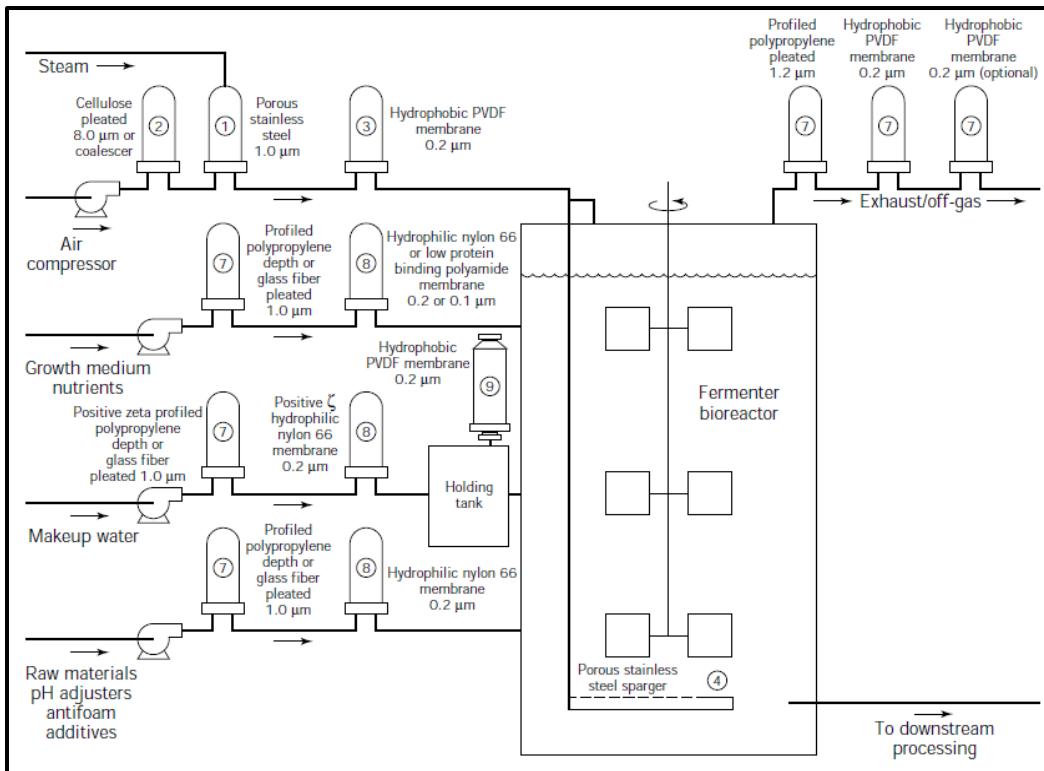 Steam
Cellulose
pleated
8.0 µm or
coalescer
②
①
Porous
stainless
steel
1.0 µm
③
Hydrophobic PVDF
membrane
0.2 µm
Profiled
polypropylene
pleated
1.2 µm
Hydrophobic
PVDF
membrane
0.2 µm
Hydrophobic
PVDF
membrane
0.2 µm (optional)
⑦
⑦
⑦
Exhaust/off-gas
Air
compressor
Profiled
polypropylene
depth or
glass fiber
pleated
1.0 µm
⑦
⑧
Hydrophilic nylon 66
or low protein
binding polyamide
membrane
0.2 or 0.1 µm
Growth medium
nutrients
Hydrophobic
PVDF membrane
0.2 µm
⑨
Positive zeta profiled
polypropylene
depth or
glass fiber
pleated 1.0 µm
⑦
Positive ζ
hydrophilic
nylon 66
membrane
0.2 µm
⑧
Holding
tank
Makeup water
Fermenter
bioreactor
Profiled
polypropylene
depth or
glass fiber
pleated
1.0 µm
⑦
⑧
Hydrophilic nylon 66
membrane
0.2 µm
Raw materials
pH adjusters
antifoam
additives
Porous stainless
steel sparger
④
To downstream
processing